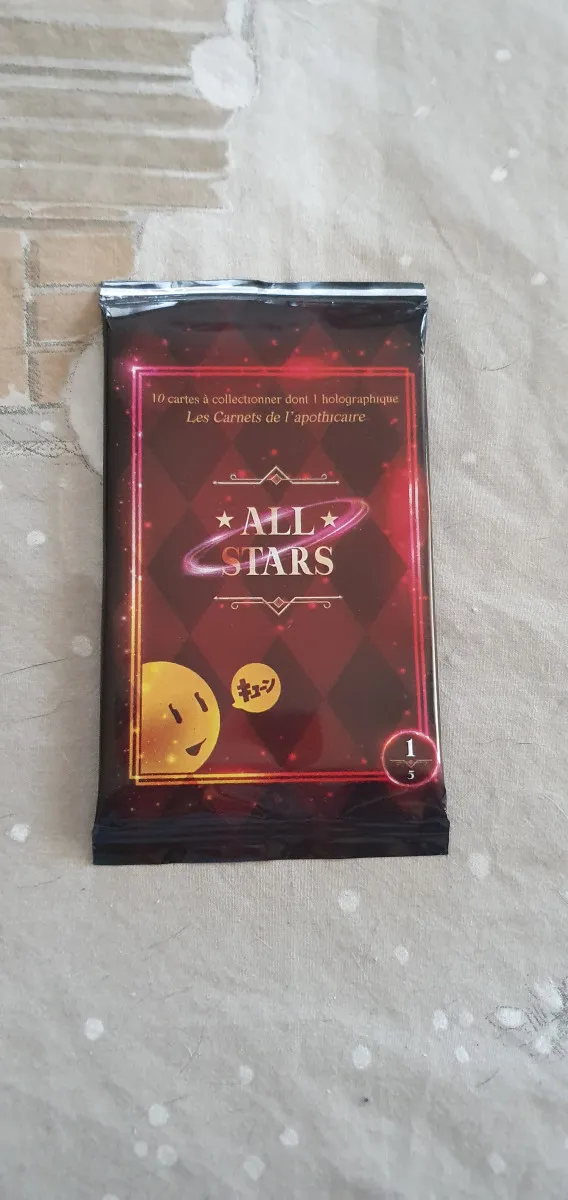 10 cartes à collectionner dont 1 holographique
Les Carnets de l'apothicaire
ALL
STARS
キューン
1
5